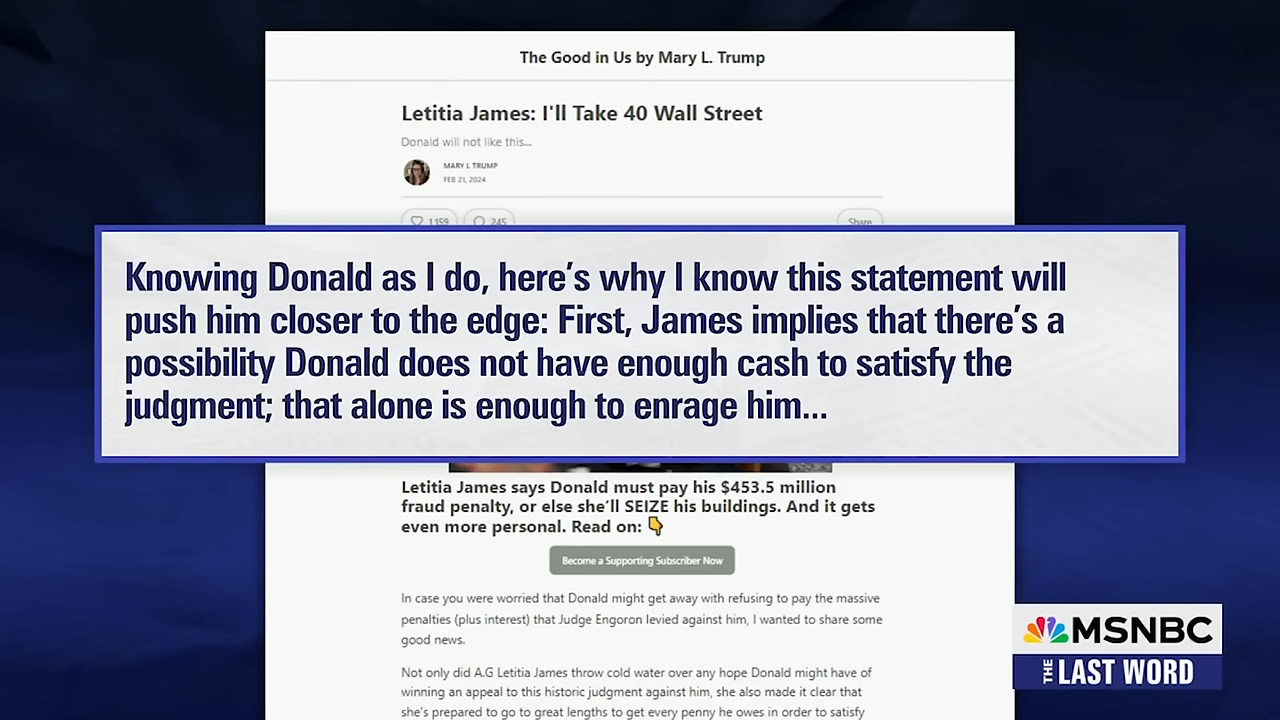 The Good in Us by Mary L. Trump
Letitia James: I'll Take 40 Wall Street
Donald will not like this...
MARY L TRUMP
FEB 21, 2024
1,159 245 Share
Knowing Donald as I do, here's why I know this statement will
push him closer to the edge: First, James implies that there's a
possibility Donald does not have enough cash to satisfy the
judgment; that alone is enough to enrage him...
Letitia James says Donald must pay his $453.5 million
fraud penalty, or else she'll SEIZE his buildings. And it gets
even more personal. Read on: 👇
Become a Supporting Subscriber Now
In case you were worried that Donald might get away with refusing to pay the massive
penalties (plus interest) that Judge Engoron levied against him, I wanted to share some
good news.
Not only did A.G Letitia James throw cold water over any hope Donald might have of
winning an appeal to this historic judgment against him, she also made it clear that
she's prepared to go to great lengths to get every penny he owes in order to satisfy
MSNBC
THE LAST WORD